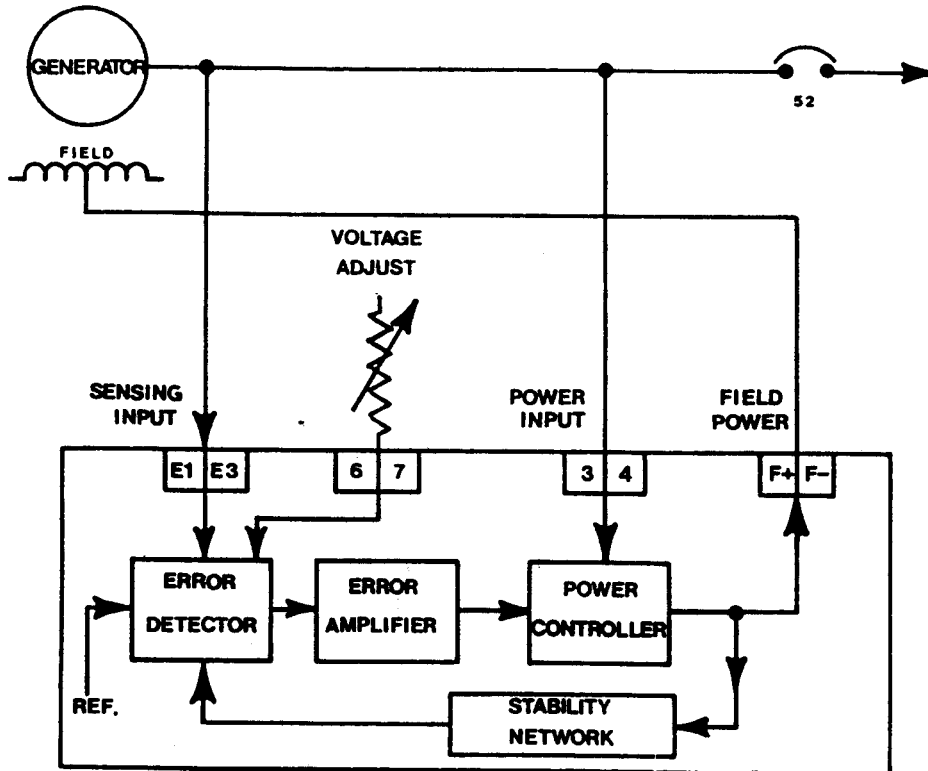 GENERATOR
52
FIELD
VOLTAGE
ADJUST
SENSING
INPUT
POWER
INPUT
FIELD
POWER
E1 E3
6 7
3 4
F+ F-
ERROR
DETECTOR
ERROR
AMPLIFIER
POWER
CONTROLLER
REF.
STABILITY
NETWORK